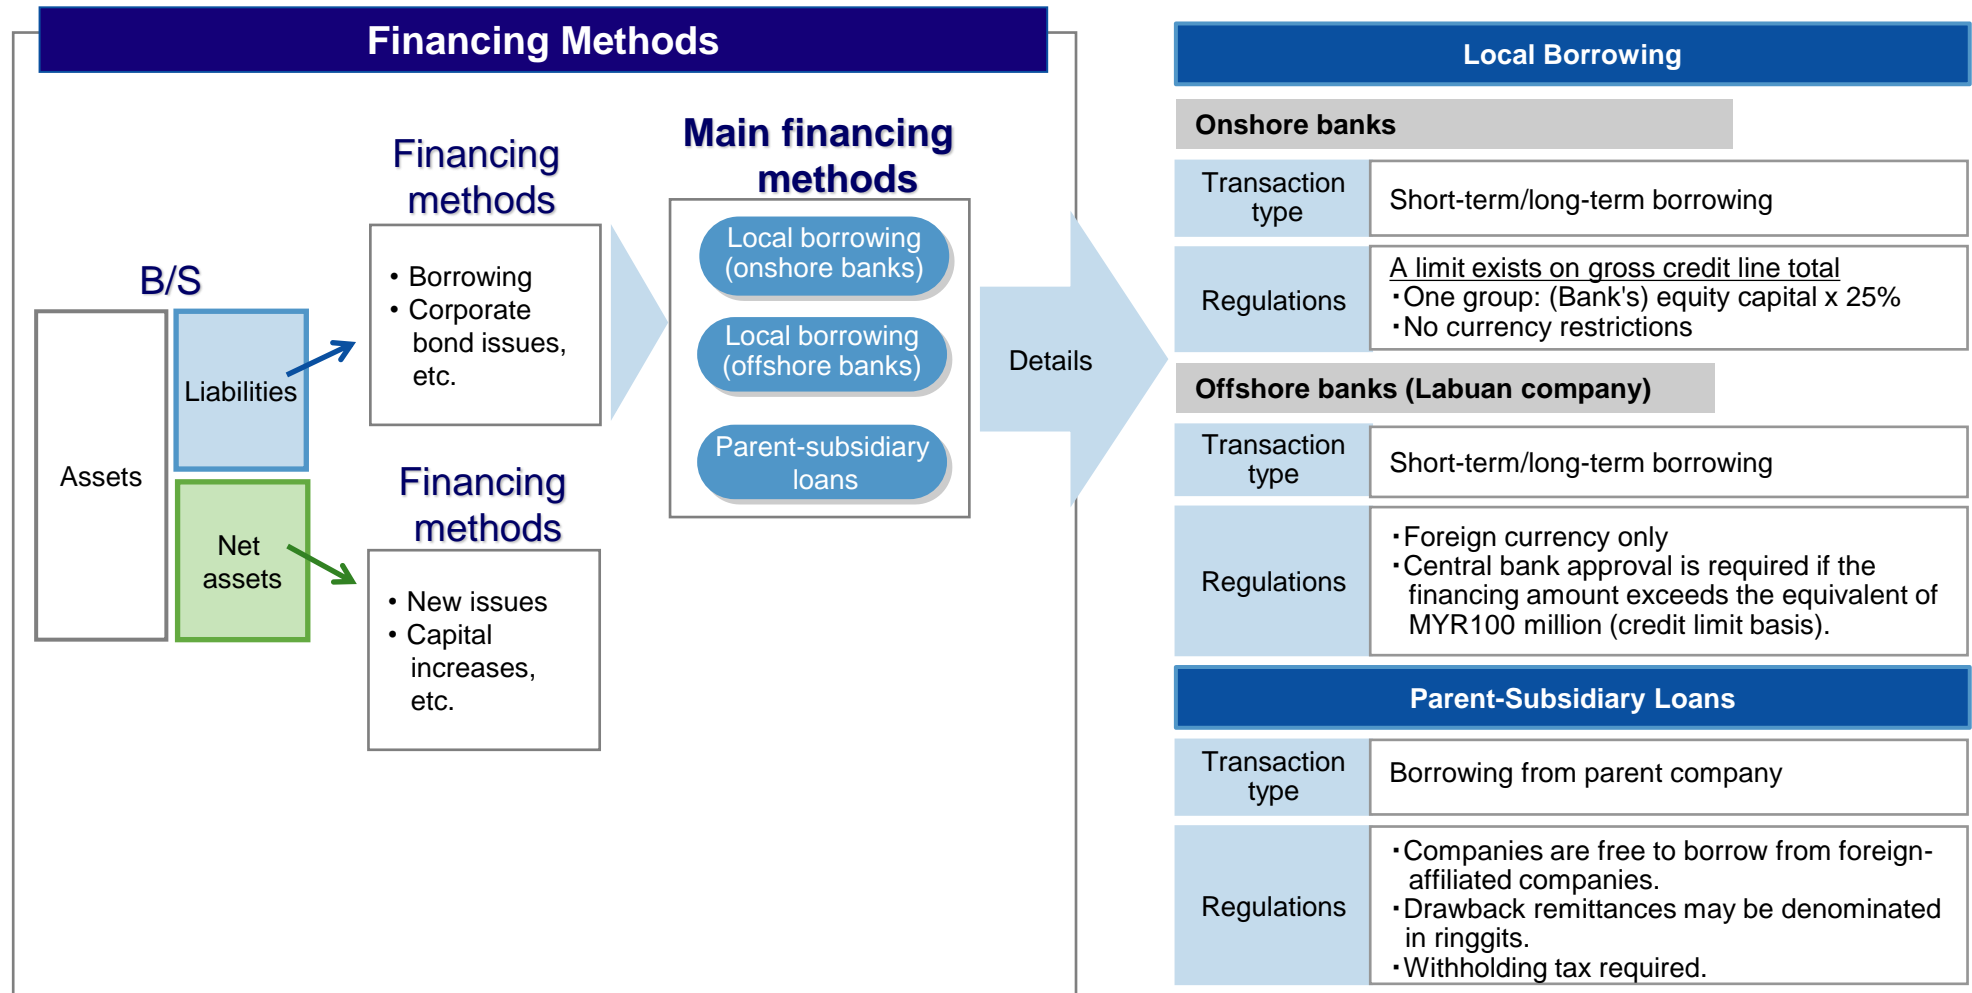 Financing Methods
B/S
Assets
Liabilities
Net
assets
Financing
methods
• Borrowing
• Corporate
bond issues,
etc.
Financing
methods
• New issues
• Capital
increases,
etc.
Main financing
methods
Local borrowing
(onshore banks)
Local borrowing
(offshore banks)
Parent-subsidiary
loans
Details
Local Borrowing
Onshore banks
Transaction
type
Short-term/long-term borrowing
Regulations
A limit exists on gross credit line total
・One group: (Bank's) equity capital x 25%
・No currency restrictions
Offshore banks (Labuan company)
Transaction
type
Short-term/long-term borrowing
Regulations
・Foreign currency only
・Central bank approval is required if the
financing amount exceeds the equivalent of
MYR100 million (credit limit basis).
Parent-Subsidiary Loans
Transaction
type
Borrowing from parent company
Regulations
・Companies are free to borrow from foreign-
affiliated companies.
・Drawback remittances may be denominated
in ringgits.
・Withholding tax required.